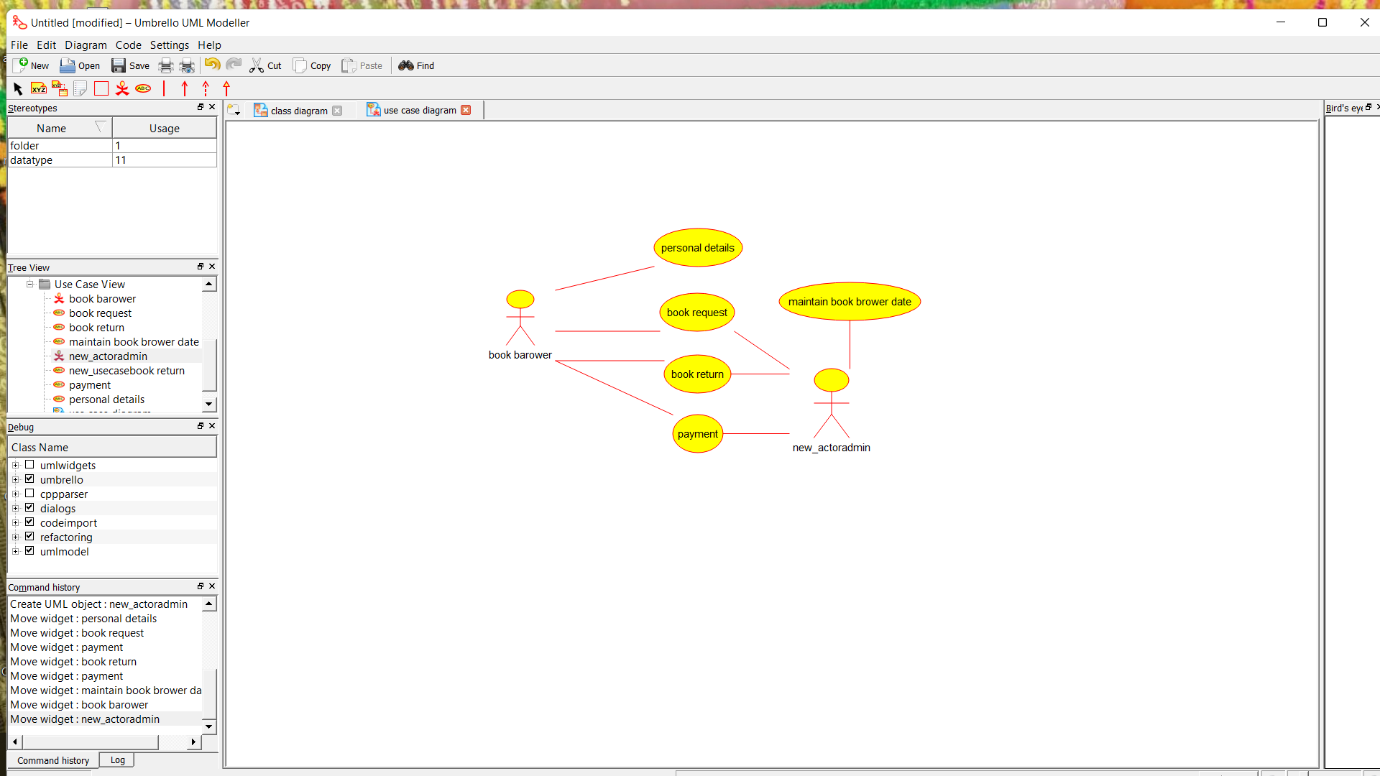 Untitled [modified] – Umbrello UML Modeller
File Edit Diagram Code Settings Help
New Open Save Cut Copy Paste Find
Stereotypes
Name Usage
folder 1
datatype 11
Tree View
Use Case View
book barower
book request
book return
maintain book brower date
new_actoradmin
new_usecasebook return
payment
personal details
Debug
Class Name
umlwidgets
umbrello
cppparser
dialogs
codeimport
refactoring
umlmodel
Command history
Create UML object : new_actoradmin
Move widget : personal details
Move widget : book request
Move widget : payment
Move widget : book return
Move widget : payment
Move widget : maintain book brower da
Move widget : book barower
Move widget : new_actoradmin
Command history Log
class diagram use case diagram
personal details
maintain book brower date
book request
book barower
book return
payment
new_actoradmin
Bird's eye